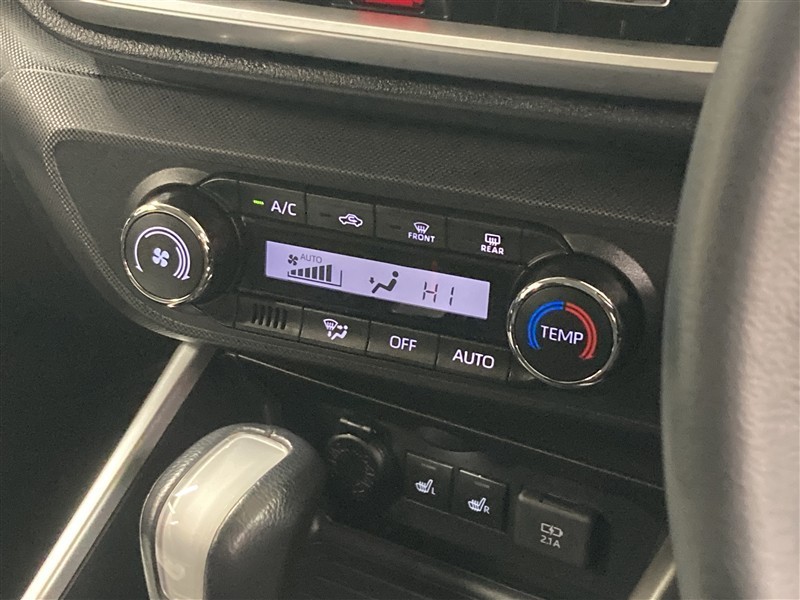 A/C
FRONT
REAR
AUTO
HI
TEMP
OFF
AUTO
L
R
2.1A